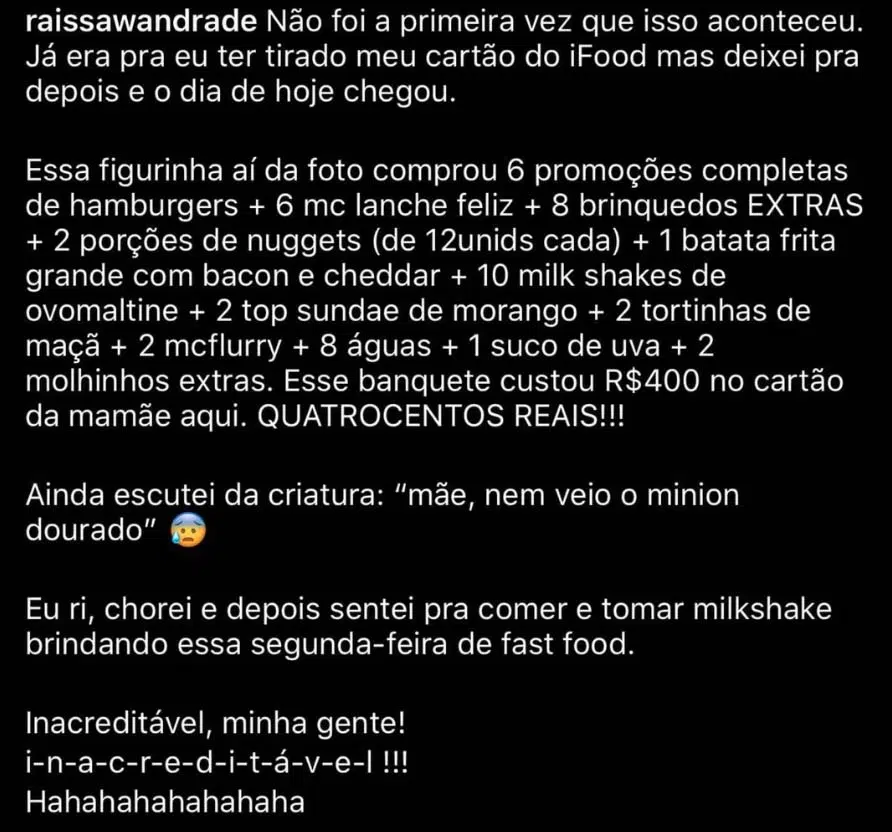 raissawandrade Não foi a primeira vez que isso aconteceu.
Já era pra eu ter tirado meu cartão do iFood mas deixei pra
depois e o dia de hoje chegou.
Essa figurinha aí da foto comprou 6 promoções completas
de hamburgers + 6 mc lanche feliz + 8 brinquedos EXTRAS
+ 2 porções de nuggets (de 12unids cada) + 1 batata frita
grande com bacon e cheddar + 10 milk shakes de
ovomaltine + 2 top sundae de morango + 2 tortinhas de
maçã + 2 mcflurry + 8 águas + 1 suco de uva + 2
molhinhos extras. Esse banquete custou R$400 no cartão
da mamãe aqui. QUATROCENTOS REAIS!!!
Ainda escutei da criatura: “mãe, nem veio o minion
dourado” 😰
Eu ri, chorei e depois sentei pra comer e tomar milkshake
brindando essa segunda-feira de fast food.
Inacreditável, minha gente!
i-n-a-c-r-e-d-i-t-á-v-e-l !!!
Hahahahahahahaha